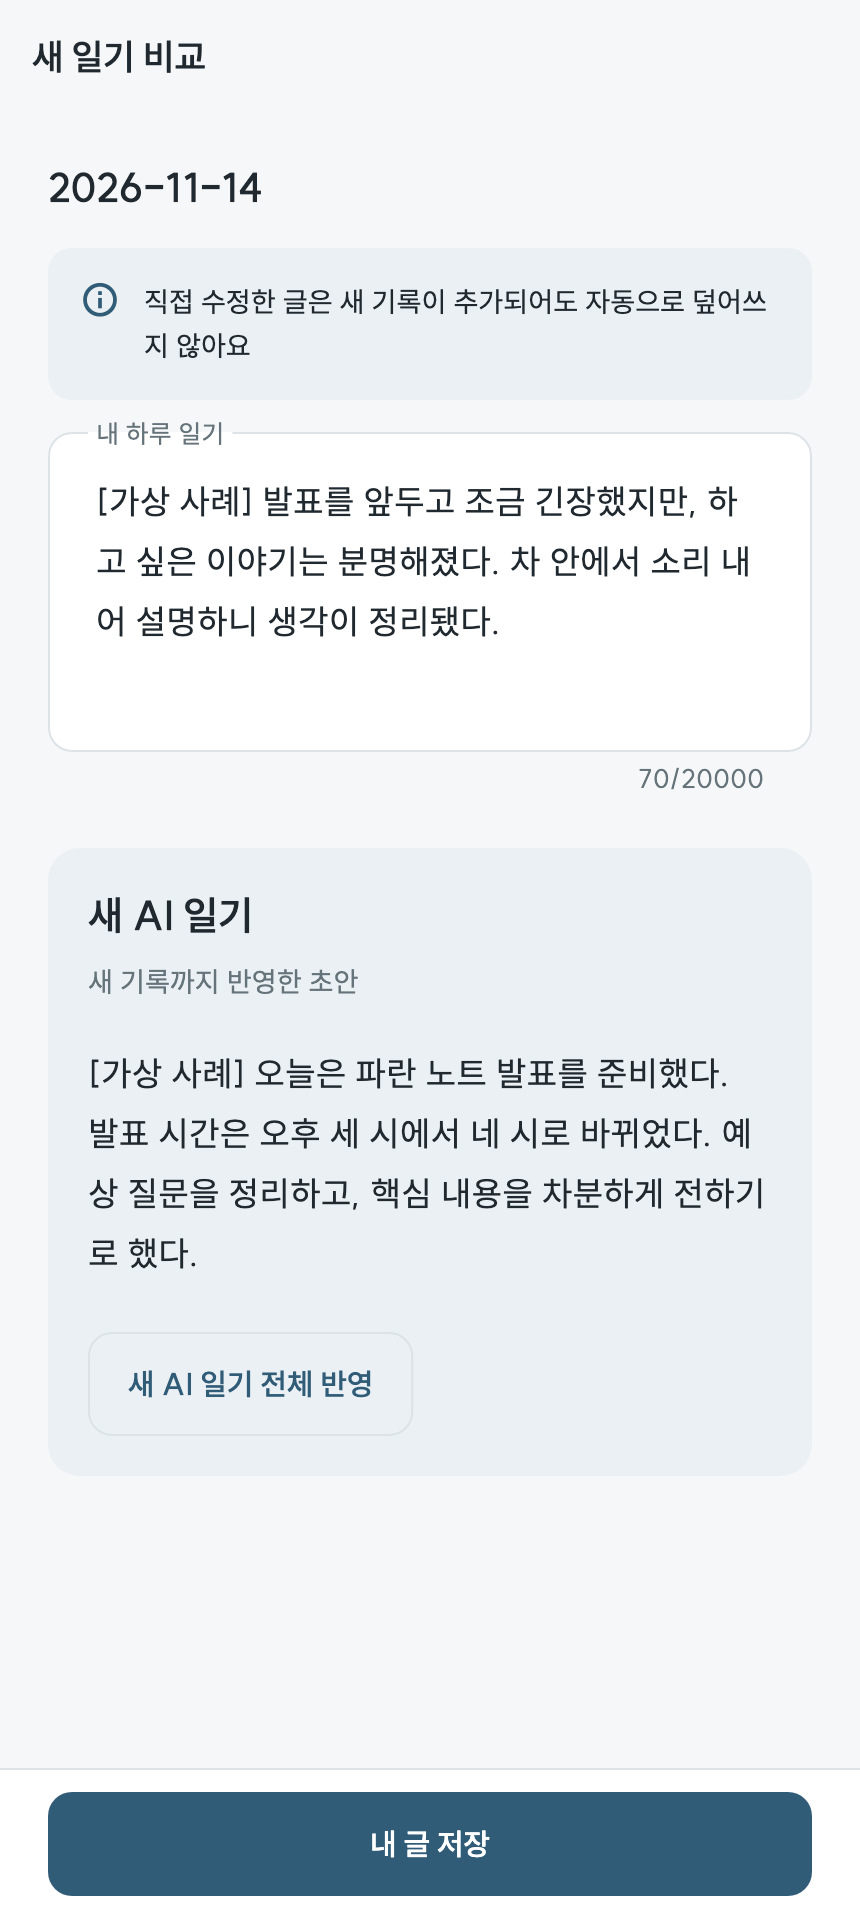 새 일기 비교
2026-11-14
직접 수정한 글은 새 기록이 추가되어도 자동으로 덮어쓰
지 않아요
내 하루 일기
[가상 사례] 발표를 앞두고 조금 긴장했지만, 하
고 싶은 이야기는 분명해졌다. 차 안에서 소리 내
어 설명하니 생각이 정리됐다.
70/20000
새 AI 일기
새 기록까지 반영한 초안
[가상 사례] 오늘은 파란 노트 발표를 준비했다.
발표 시간은 오후 세 시에서 네 시로 바뀌었다. 예
상 질문을 정리하고, 핵심 내용을 차분하게 전하기
로 했다.
새 AI 일기 전체 반영
내 글 저장